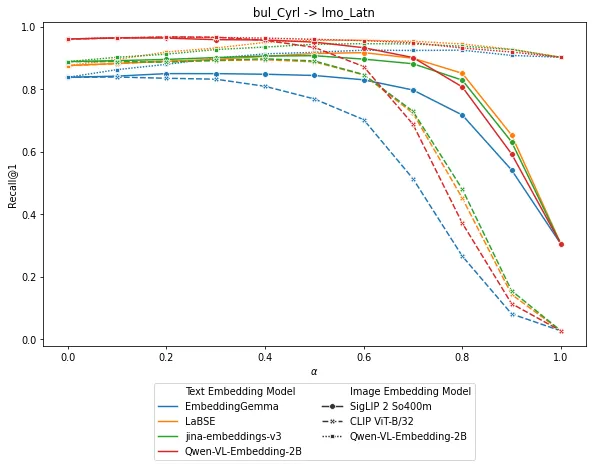 bul_Cyrl -> lmo_Latn
1.0
0.8
0.6
0.4
0.2
0.0
Recall@1
0.0 0.2 0.4 0.6 0.8 1.0
α
Text Embedding Model Image Embedding Model
EmbeddingGemma SigLIP 2 So400m
LaBSE CLIP ViT-B/32
jina-embeddings-v3 Qwen-VL-Embedding-2B
Qwen-VL-Embedding-2B